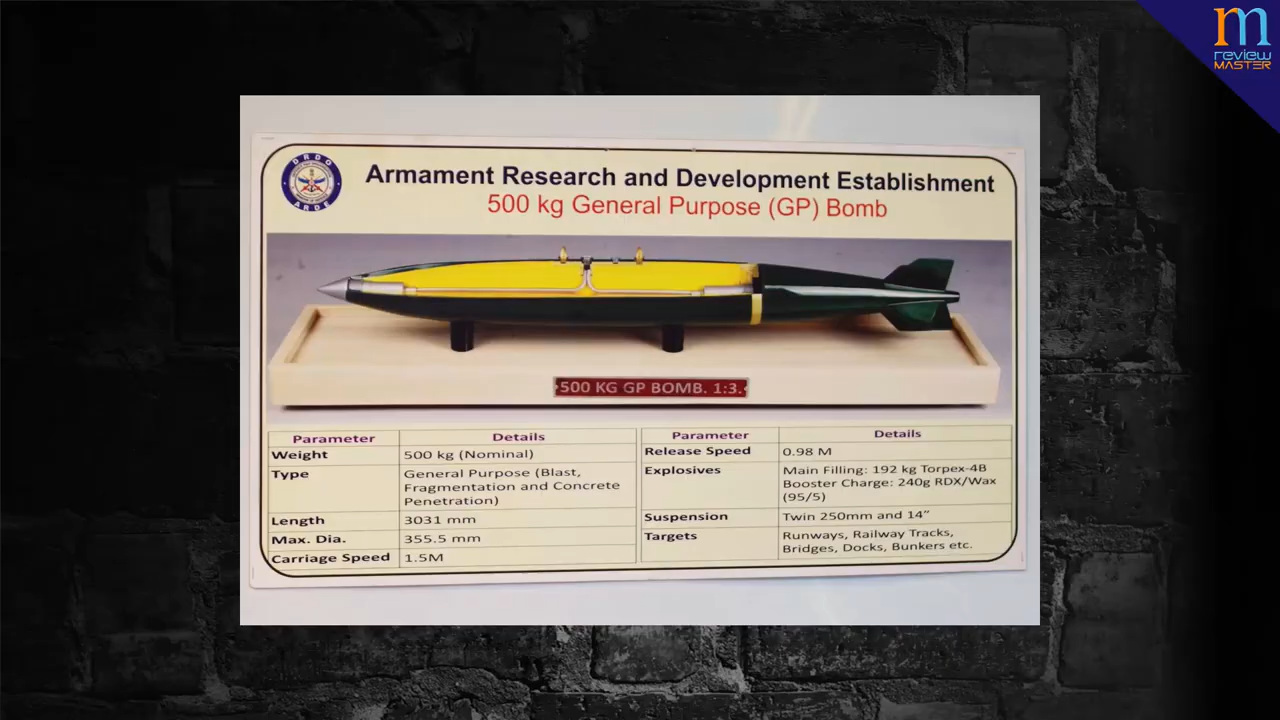 rm
review
MASTER
DRDO
ARDE
Armament Research and Development Establishment
500 kg General Purpose (GP) Bomb
500 KG GP BOMB. 1:3.
Parameter Details
Weight 500 kg (Nominal)
Type General Purpose (Blast,
Fragmentation and Concrete
Penetration)
Length 3031 mm
Max. Dia. 355.5 mm
Carriage Speed 1.5M
Parameter Details
Release Speed 0.98 M
Explosives Main Filling: 192 kg Torpex-4B
Booster Charge: 240g RDX/Wax
(95/5)
Suspension Twin 250mm and 14”
Targets Runways, Railway Tracks,
Bridges, Docks, Bunkers etc.